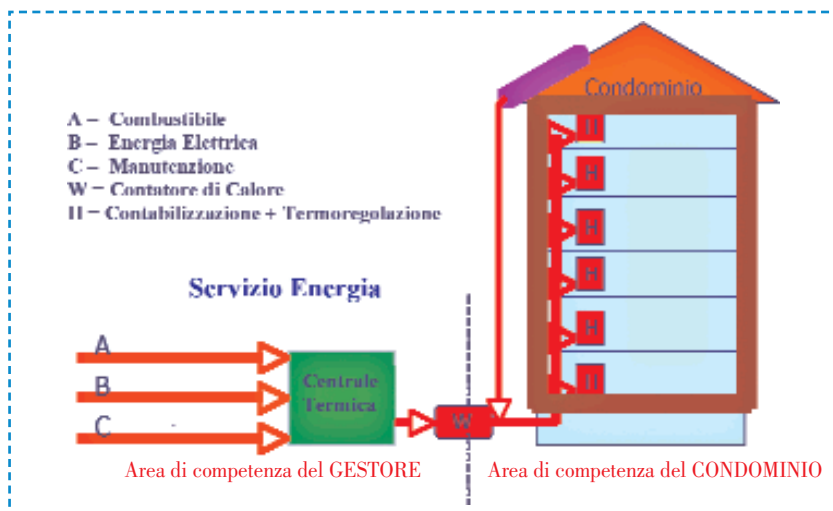 Condominio
A – Combustibile
B – Energia Elettrica
C – Manutenzione
W – Contatore di Calore
H – Contabilizzazione + Termoregolazione
H
H
H
H
H
H
Servizio Energia
A
B
C
Centrale
Termica
W
Area di competenza del GESTORE
Area di competenza del CONDOMINIO